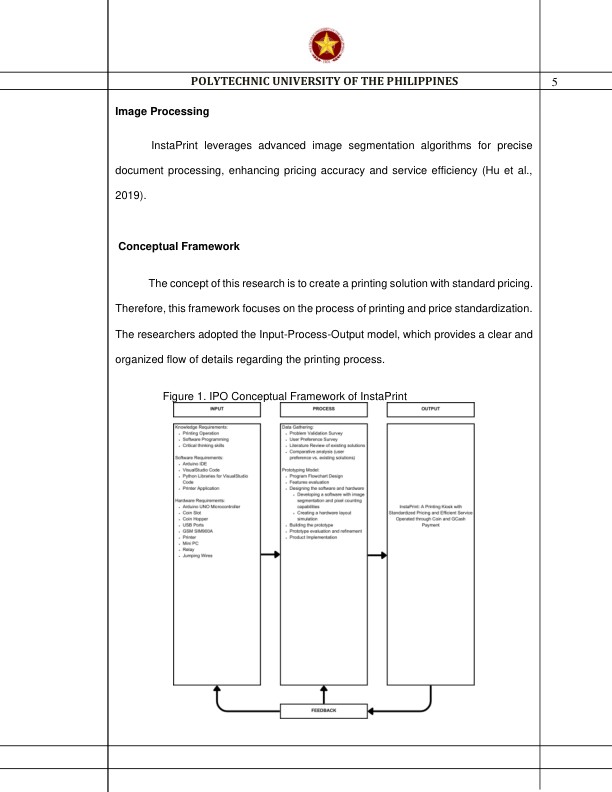 POLYTECHNIC UNIVERSITY OF THE PHILIPPINES
5
Image Processing
InstaPrint leverages advanced image segmentation algorithms for precise
document processing, enhancing pricing accuracy and service efficiency (Hu et al.,
2019).
Conceptual Framework
The concept of this research is to create a printing solution with standard pricing.
Therefore, this framework focuses on the process of printing and price standardization.
The researchers adopted the Input-Process-Output model, which provides a clear and
organized flow of details regarding the printing process.
Figure 1. IPO Conceptual Framework of InstaPrint
INPUT
Knowledge Requirements:
Printing Operation
Software Programming
Critical thinking skills
Software Requirements:
Arduino IDE
VisualStudio Code
Python Libraries for VisualStudio
Code
Printer Application
Hardware Requirements:
Arduino UNO Microcontroller
Coin Slot
Coin Hopper
USB Ports
GSM SIM900A
Printer
Mini PC
Relay
Jumping Wires
PROCESS
Data Gathering:
Problem Validation Survey
User Preference Survey
Literature Review of existing solutions
Comparative analysis (user
preference vs. existing solutions)
Prototyping Model:
Program Flowchart Design
Features evaluation
Designing the software and hardware
Developing a software with image
segmentation and pixel counting
capabilities
Creating a hardware layout
simulation
Building the prototype
Prototype evaluation and refinement
Product Implementation
OUTPUT
InstaPrint: A Printing Kiosk with
Standardized Pricing and Efficient Service
Operated through Coin and GCash
Payment
FEEDBACK